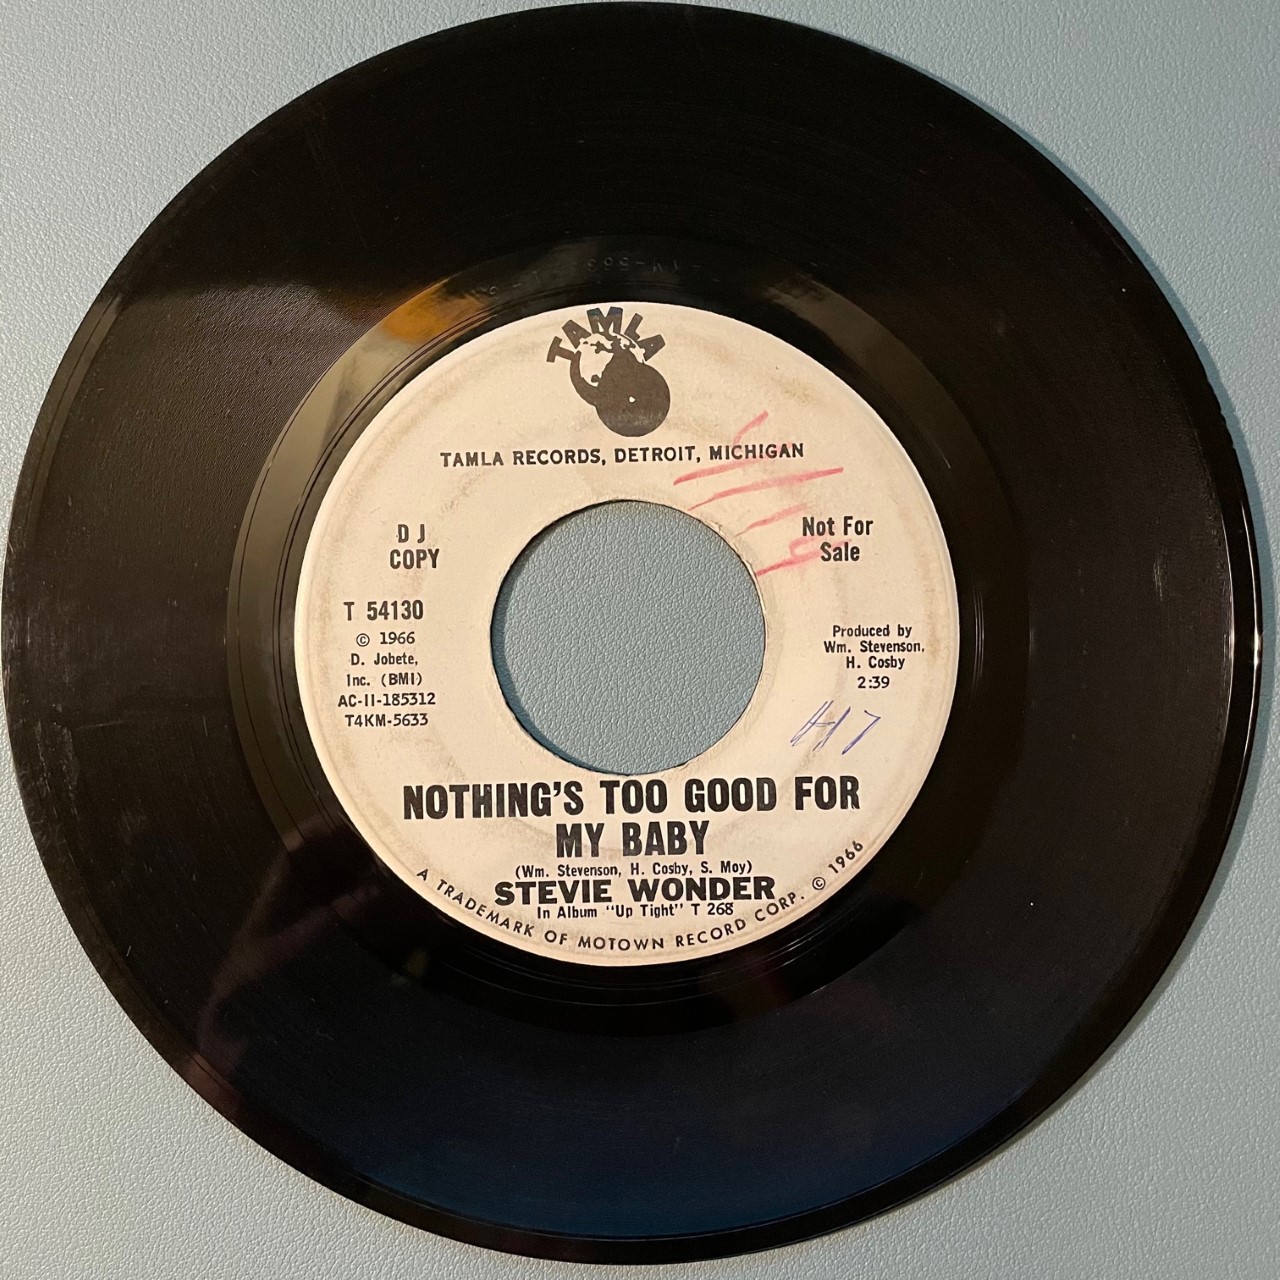 TAMLA
TAMLA RECORDS, DETROIT, MICHIGAN
D J
COPY
Not For
Sale
T 54130
© 1966
D. Jobete,
Inc. (BMI)
AC-II-185312
T4KM-5633
Produced by
Wm. Stevenson,
H. Cosby
2:39
#17
NOTHING'S TOO GOOD FOR
MY BABY
(Wm. Stevenson, H. Cosby, S. Moy)
STEVIE WONDER
In Album "Up Tight" T 268
A TRADEMARK OF MOTOWN RECORD CORP. © 1966